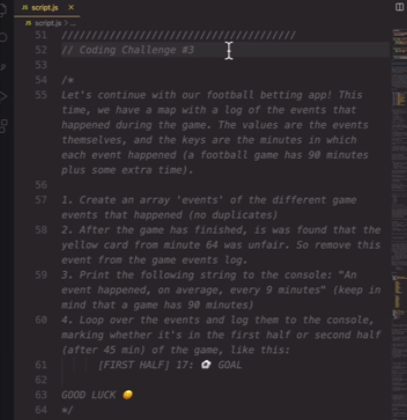 script.js ×
script.js > ...
51 ////////////////////////////////////////
52 // Coding Challenge #3
53
54 /*
55 Let's continue with our football betting app! This
time, we have a map with a log of the events that
happened during the game. The values are the events
themselves, and the keys are the minutes in which
each event happened (a football game has 90 minutes
plus some extra time).
56
57 1. Create an array 'events' of the different game
events that happened (no duplicates)
58 2. After the game has finished, is was found that the
yellow card from minute 64 was unfair. So remove this
event from the game events log.
59 3. Print the following string to the console: "An
event happened, on average, every 9 minutes" (keep in
mind that a game has 90 minutes)
60 4. Loop over the events and log them to the console,
marking whether it's in the first half or second half
(after 45 min) of the game, like this:
61 [FIRST HALF] 17: ⚽ GOAL
62
63 GOOD LUCK 😀
64 */